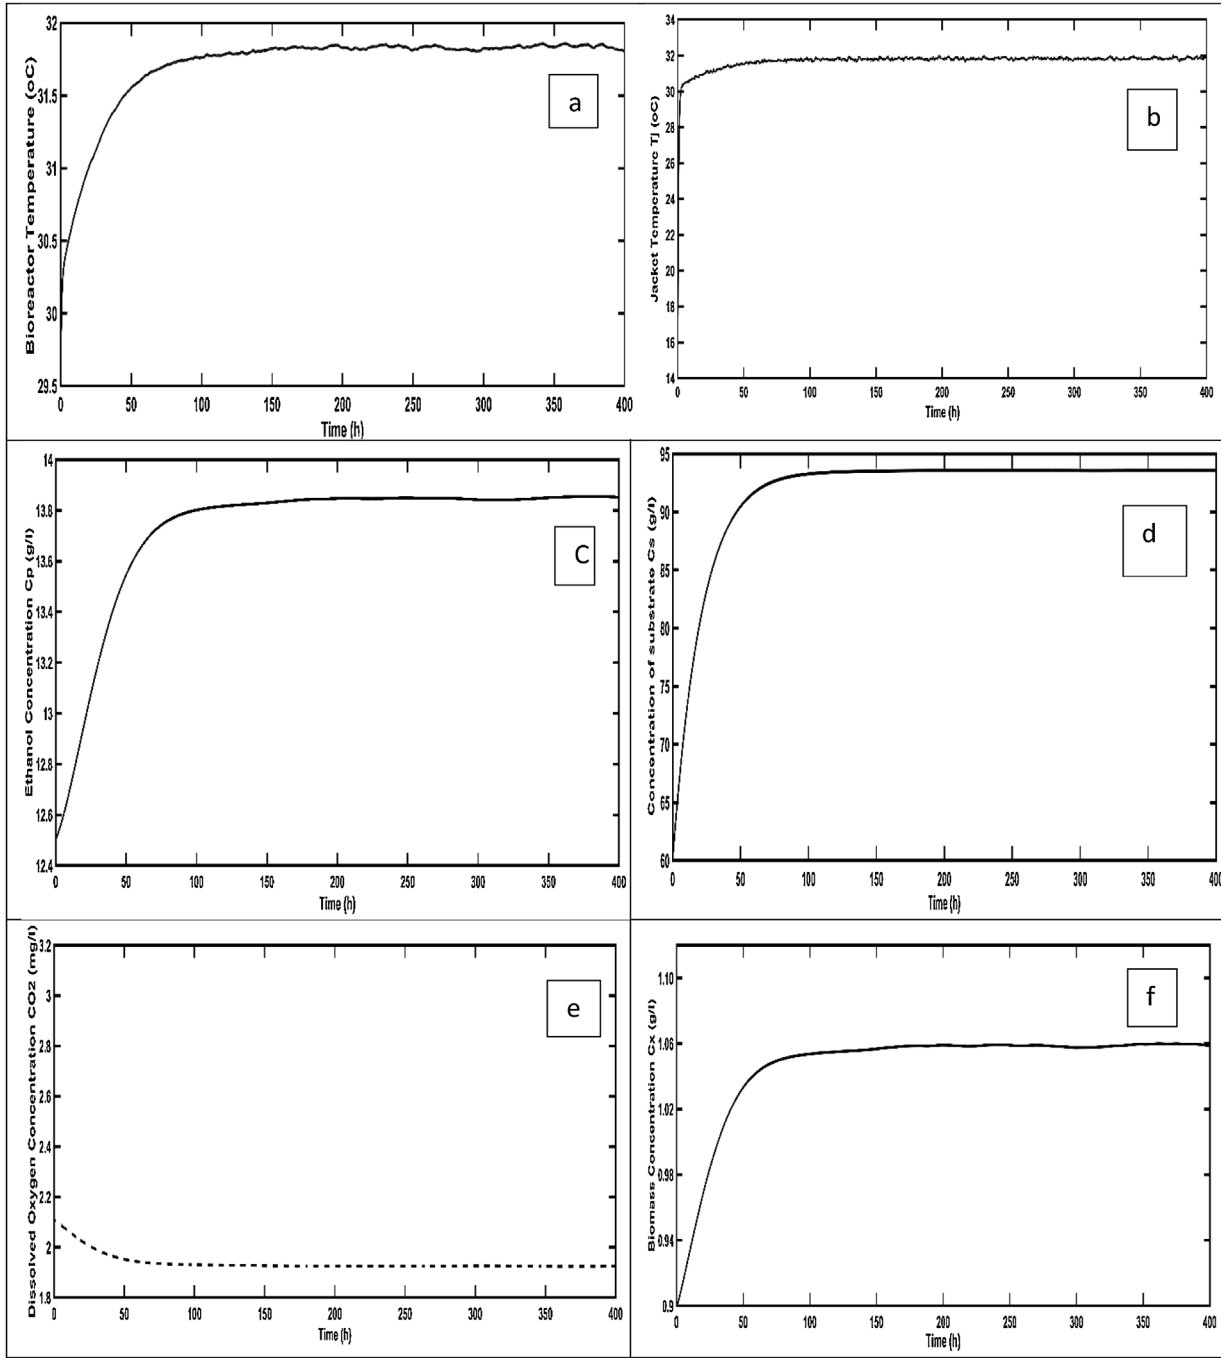 32
31.5
31
30.5
30
29.5
Bioreactor Temperature (oC)
0 50 100 150 200 250 300 350 400
Time (h)
a
34
32
30
28
26
24
32
20
18
16
14
Jacket Temperature Tj (oC)
0 50 100 150 200 250 300 350 400
Time (h)
b
14
13.8
13.6
13.4
13.2
13
12.8
12.6
12.4
Ethanol Concentration Cp (g/l)
0 50 100 150 200 250 300 350 400
Time (h)
C
95
90
85
80
75
70
65
60
Concentration of substrate Cs (g/l)
0 50 100 150 200 250 300 350 400
Time (h)
d
3.2
3
2.8
2.6
2.4
2.2
2
1.8
Dissolved Oxygen Concentration CO2 (mg/l)
0 50 100 150 200 250 300 350 400
Time (h)
e
1.10
1.06
1.02
0.98
0.94
0.9
Biomass Concentration Cx (g/l)
0 50 100 150 200 250 300 350 400
Time (h)
f